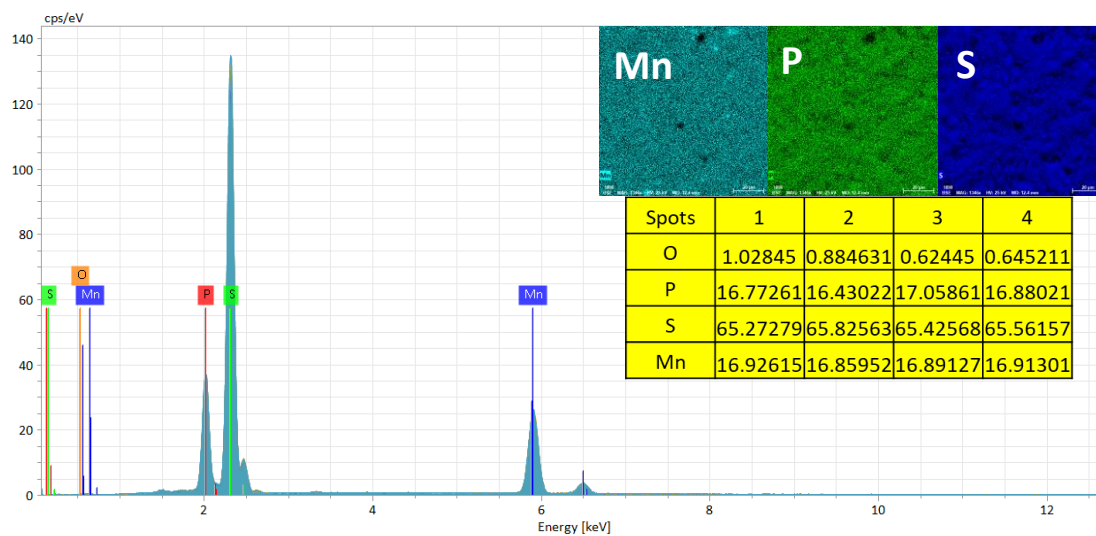 cps/eV
140
120
100
80
60
40
20
0
S
O
Mn
P
S
Mn
2
4
6
8
10
12
Energy [keV]
Mn
P
S
Mn
S
20 µm
20 µm
20 µm
Spots 1 2 3 4
O 1.02845 0.884631 0.62445 0.645211
P 16.77261 16.43022 17.05861 16.88021
S 65.27279 65.82563 65.42568 65.56157
Mn 16.92615 16.85952 16.89127 16.91301